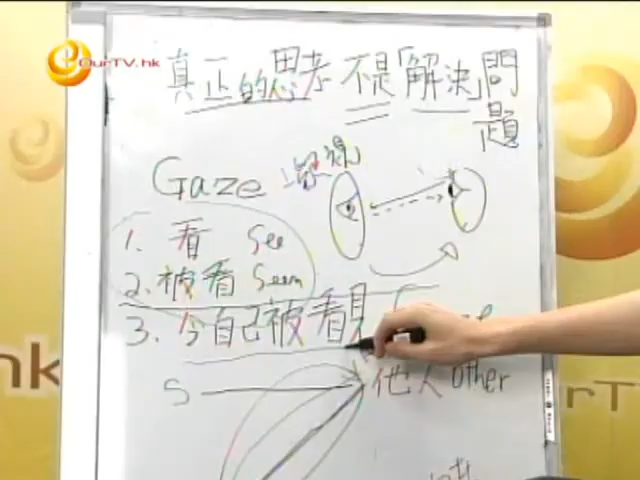 OurTV.hk
真正的思考 不是「解決」問
題
Gaze 凝視
1. 看 See
2. 被看 Seen
3. 令自己被看見
S 他人 Other